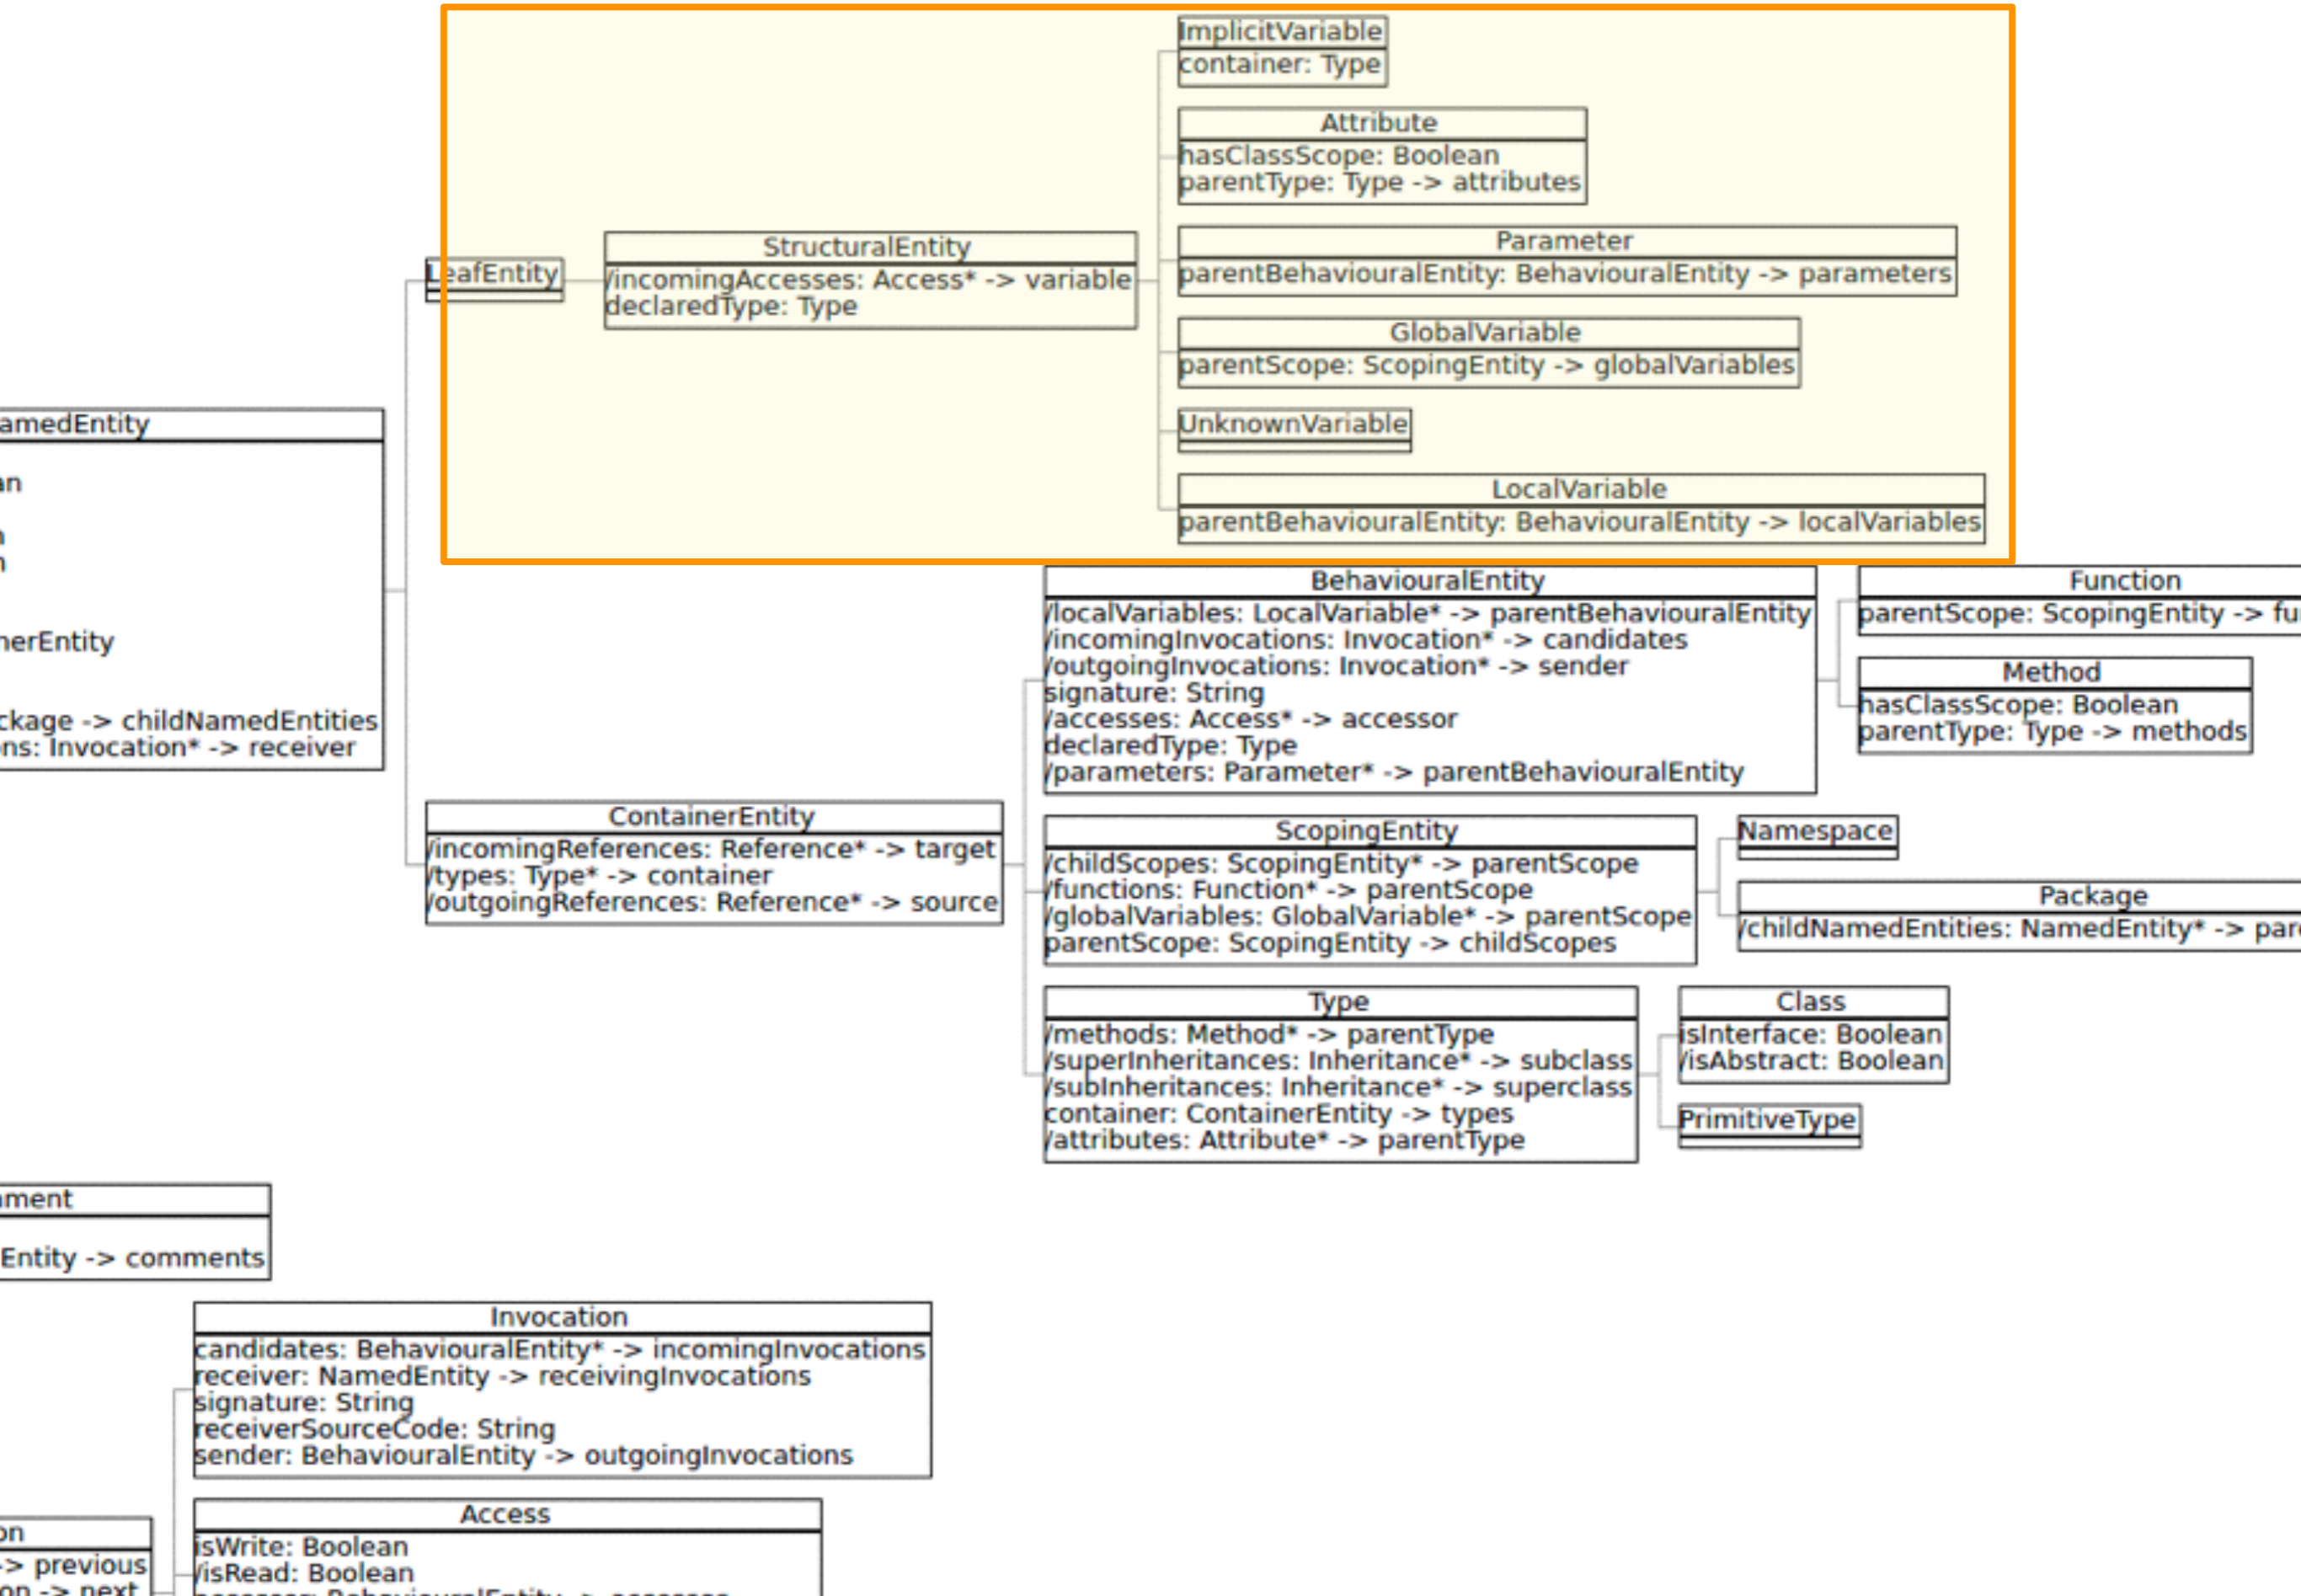 ImplicitVariable
container: Type
Attribute
hasClassScope: Boolean
parentType: Type -> attributes
Parameter
parentBehaviouralEntity: BehaviouralEntity -> parameters
GlobalVariable
parentScope: ScopingEntity -> globalVariables
UnknownVariable
LocalVariable
parentBehaviouralEntity: BehaviouralEntity -> localVariables
StructuralEntity
/incomingAccesses: Access* -> variable
declaredType: Type
LeafEntity
amedEntity
an
n
n
nerEntity
ckage -> childNamedEntities
ns: Invocation* -> receiver
BehaviouralEntity
/localVariables: LocalVariable* -> parentBehaviouralEntity
/incomingInvocations: Invocation* -> candidates
/outgoingInvocations: Invocation* -> sender
signature: String
/accesses: Access* -> accessor
declaredType: Type
/parameters: Parameter* -> parentBehaviouralEntity
Function
parentScope: ScopingEntity -> fu
Method
hasClassScope: Boolean
parentType: Type -> methods
ContainerEntity
/incomingReferences: Reference* -> target
/types: Type* -> container
/outgoingReferences: Reference* -> source
ScopingEntity
/childScopes: ScopingEntity* -> parentScope
/functions: Function* -> parentScope
/globalVariables: GlobalVariable* -> parentScope
parentScope: ScopingEntity -> childScopes
Namespace
Package
/childNamedEntities: NamedEntity* -> par
Type
/methods: Method* -> parentType
/superInheritances: Inheritance* -> subclass
/subInheritances: Inheritance* -> superclass
container: ContainerEntity -> types
/attributes: Attribute* -> parentType
Class
isInterface: Boolean
/isAbstract: Boolean
PrimitiveType
ment
Entity -> comments
Invocation
candidates: BehaviouralEntity* -> incomingInvocations
receiver: NamedEntity -> receivingInvocations
signature: String
receiverSourceCode: String
sender: BehaviouralEntity -> outgoingInvocations
Access
isWrite: Boolean
/isRead: Boolean
on
-> previous
on -> next